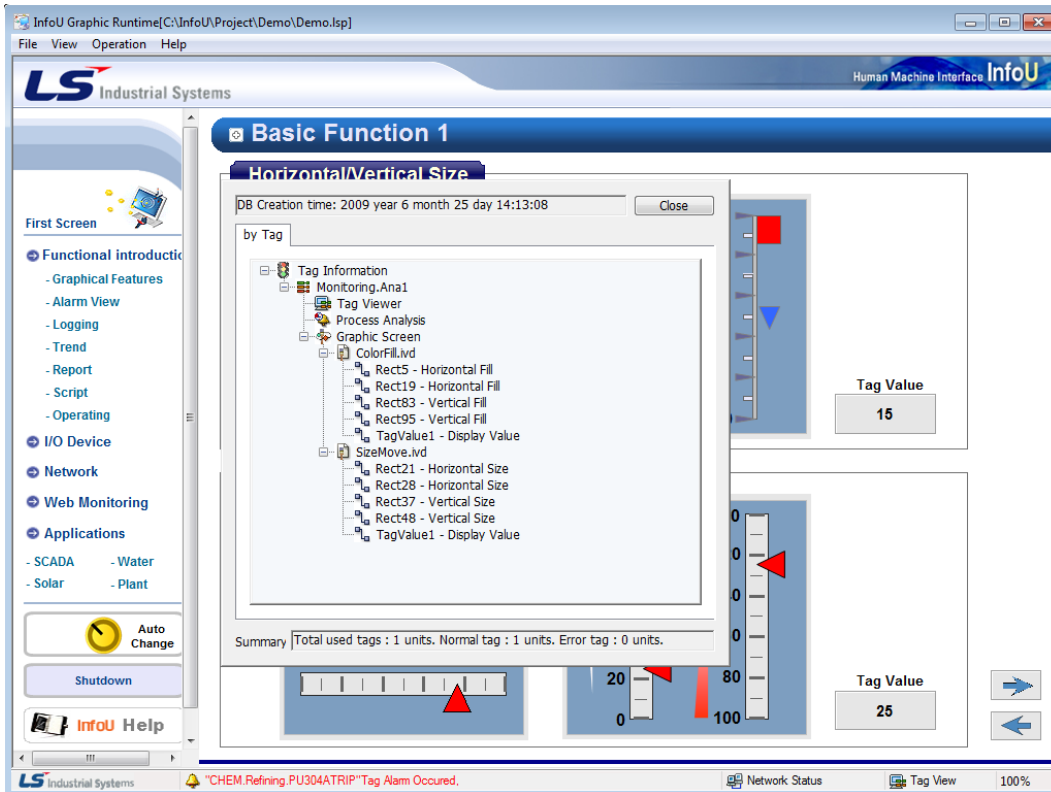 InfoU Graphic Runtime[C:\InfoU\Project\Demo\Demo.lsp]
File View Operation Help
LS Industrial Systems
Human Machine Interface InfoU
First Screen
Functional introductic
- Graphical Features
- Alarm View
- Logging
- Trend
- Report
- Script
- Operating
I/O Device
Network
Web Monitoring
Applications
- SCADA - Water
- Solar - Plant
Auto
Change
Shutdown
InfoU Help
Basic Function 1
Horizontal/Vertical Size
DB Creation time: 2009 year 6 month 25 day 14:13:08
Close
by Tag
Tag Information
Monitoring.Ana1
Tag Viewer
Process Analysis
Graphic Screen
ColorFill.ivd
Rect5 - Horizontal Fill
Rect19 - Horizontal Fill
Rect83 - Vertical Fill
Rect95 - Vertical Fill
TagValue1 - Display Value
SizeMove.ivd
Rect21 - Horizontal Size
Rect28 - Horizontal Size
Rect37 - Vertical Size
Rect48 - Vertical Size
TagValue1 - Display Value
Summary Total used tags : 1 units. Normal tag : 1 units. Error tag : 0 units.
Tag Value
15
20
0
80
100
Tag Value
25
LS Industrial Systems
"CHEM.Refining.PU304ATRIP"Tag Alarm Occured.
Network Status
Tag View
100%